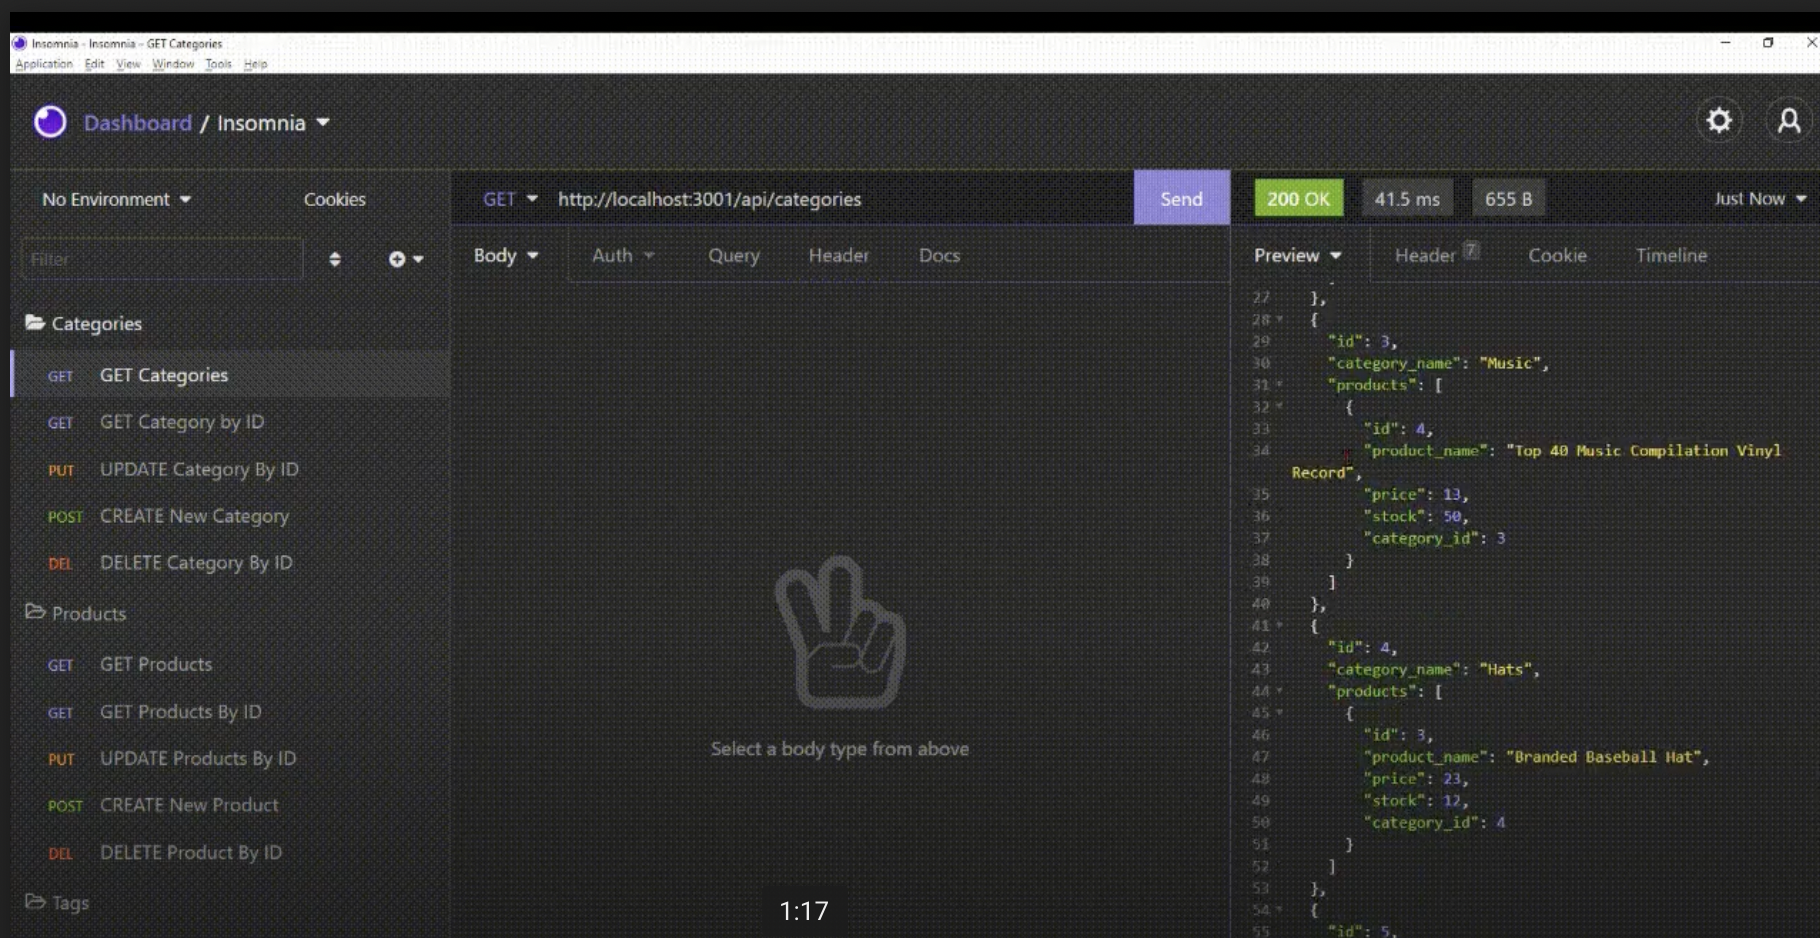 Insomnia - Insomnia – GET Categories
Application Edit View Window Tools Help
Dashboard / Insomnia
No Environment Cookies
Filter
Categories
GET GET Categories
GET GET Category by ID
PUT UPDATE Category By ID
POST CREATE New Category
DEL DELETE Category By ID
Products
GET GET Products
GET GET Products By ID
PUT UPDATE Products By ID
POST CREATE New Product
DEL DELETE Product By ID
Tags
GET http://localhost:3001/api/categories Send
Body Auth Query Header Docs
Select a body type from above
1:17
200 OK 41.5 ms 655 B Just Now
Preview Header 7 Cookie Timeline
27 },
28 {
29 "id": 3,
30 "category_name": "Music",
31 "products": [
32 {
33 "id": 4,
34 "product_name": "Top 40 Music Compilation Vinyl
Record",
35 "price": 13,
36 "stock": 50,
37 "category_id": 3
38 }
39 ]
40 },
41 {
42 "id": 4,
43 "category_name": "Hats",
44 "products": [
45 {
46 "id": 3,
47 "product_name": "Branded Baseball Hat",
48 "price": 23,
49 "stock": 12,
50 "category_id": 4
51 }
52 ]
53 },
54 {
55 "id": 5,